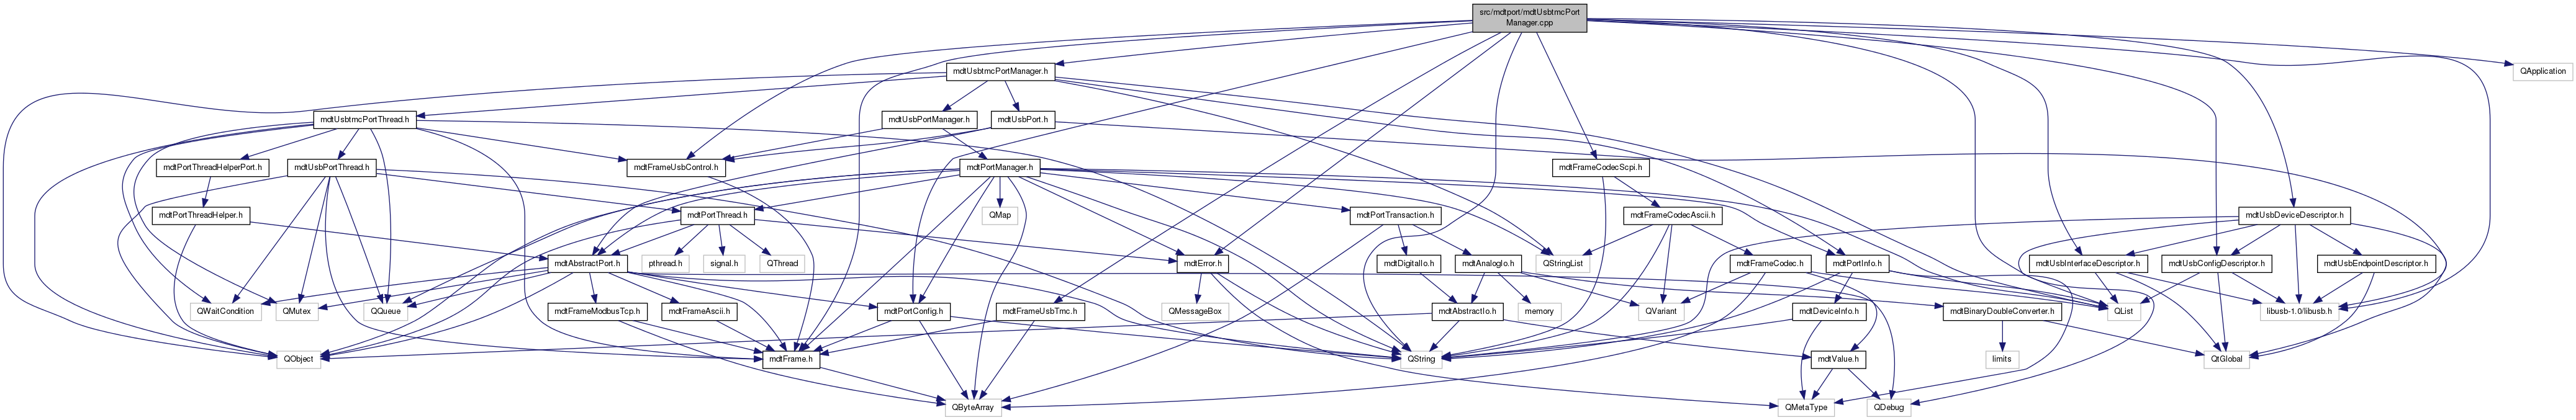 src/mdtport/mdtUsbtmcPort
Manager.cpp
mdtUsbtmcPortManager.h
QApplication
mdtUsbtmcPortThread.h
mdtUsbPortManager.h
mdtUsbPort.h
mdtPortThreadHelperPort.h
mdtUsbPortThread.h
mdtFrameUsbControl.h
mdtPortManager.h
mdtFrameCodecScpi.h
mdtPortThreadHelper.h
mdtPortThread.h
QMap
mdtPortTransaction.h
mdtFrameCodecAscii.h
mdtUsbDeviceDescriptor.h
mdtAbstractPort.h
pthread.h
signal.h
QThread
mdtError.h
mdtDigitalIo.h
mdtAnalogIo.h
QStringList
mdtFrameCodec.h
mdtPortInfo.h
mdtUsbInterfaceDescriptor.h
mdtUsbConfigDescriptor.h
mdtUsbEndpointDescriptor.h
QWaitCondition
QMutex
QQueue
mdtFrameModbusTcp.h
mdtFrameAscii.h
mdtPortConfig.h
mdtFrameUsbTmc.h
QMessageBox
mdtAbstractIo.h
memory
QVariant
mdtDeviceInfo.h
mdtBinaryDoubleConverter.h
QList
libusb-1.0/libusb.h
QObject
mdtFrame.h
QString
mdtValue.h
limits
QtGlobal
QByteArray
QMetaType
QDebug